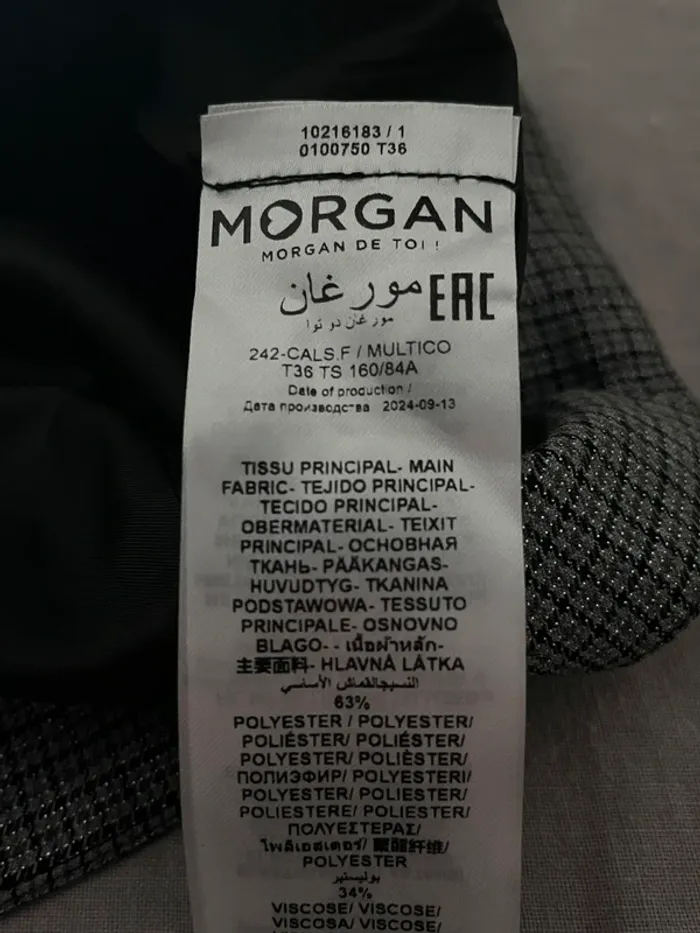 10216183 / 1
0100750 T36
MORGAN
MORGAN DE TOI !
مورغان EAC
مورغان دو توا
242-CALS.F / MULTICO
T36 TS 160/84A
Date of production /
Дата производства 2024-09-13
TISSU PRINCIPAL- MAIN
FABRIC- TEJIDO PRINCIPAL-
TECIDO PRINCIPAL-
OBERMATERIAL- TEIXIT
PRINCIPAL- ОСНОВНАЯ
ТКАНЬ- PÄÄKANGAS-
HUVUDTYG- TKANINA
PODSTAWOWA- TESSUTO
PRINCIPALE- OSNOVNO
BLAGO- - เนื้อผ้าหลัก-
主要面料- HLAVNÁ LÁTKA
النسيجالقماش الأساسي
63%
POLYESTER / POLYESTER/
POLIÉSTER/ POLIÉSTER/
POLYESTER/ POLIÈSTER/
ПОЛИЭФИР/ POLYESTERI/
POLYESTER/ POLIESTER/
POLIESTERE/ POLIESTER/
ΠΟΛΥΕΣΤΕΡΑΣ/
โพลีเอสเตอร์/ 聚酯纤维/
POLYESTER
بوليستير
34%
VISCOSE/ VISCOSE/
VISCOSA/ VISCOSE/